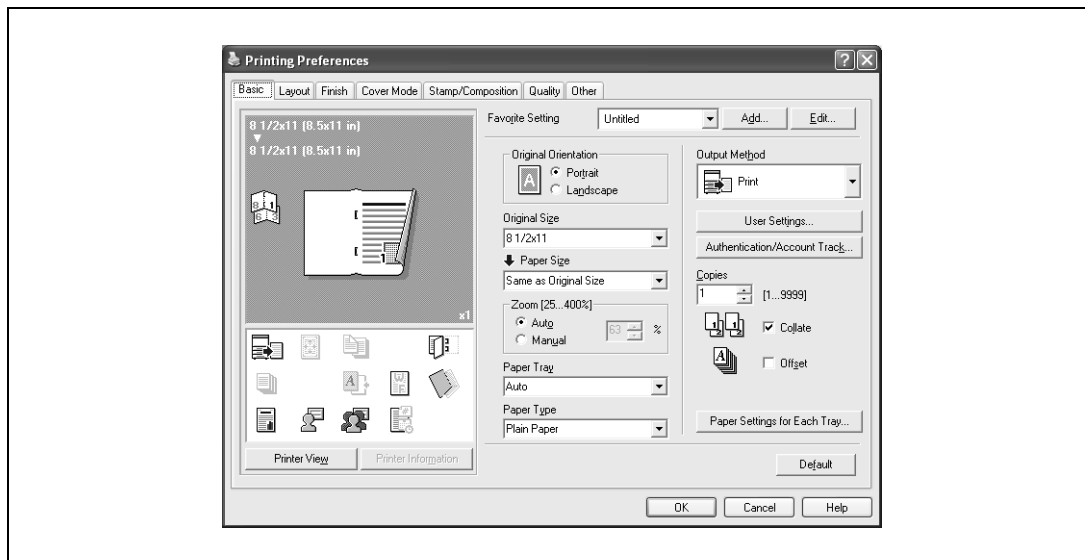 Printing Preferences
Basic Layout Finish Cover Mode Stamp/Composition Quality Other
8 1/2x11 (8.5x11 in)
8 1/2x11 (8.5x11 in)
x1
Printer View Printer Information
Favorite Setting Untitled Add... Edit...
Original Orientation
A
Portrait
Landscape
Original Size
8 1/2x11
Paper Size
Same as Original Size
Zoom [25...400%]
Auto
Manual
63 %
Paper Tray
Auto
Paper Type
Plain Paper
Output Method
Print
User Settings...
Authentication/Account Track...
Copies
1 [1...9999]
Collate
Offset
Paper Settings for Each Tray...
Default
OK Cancel Help